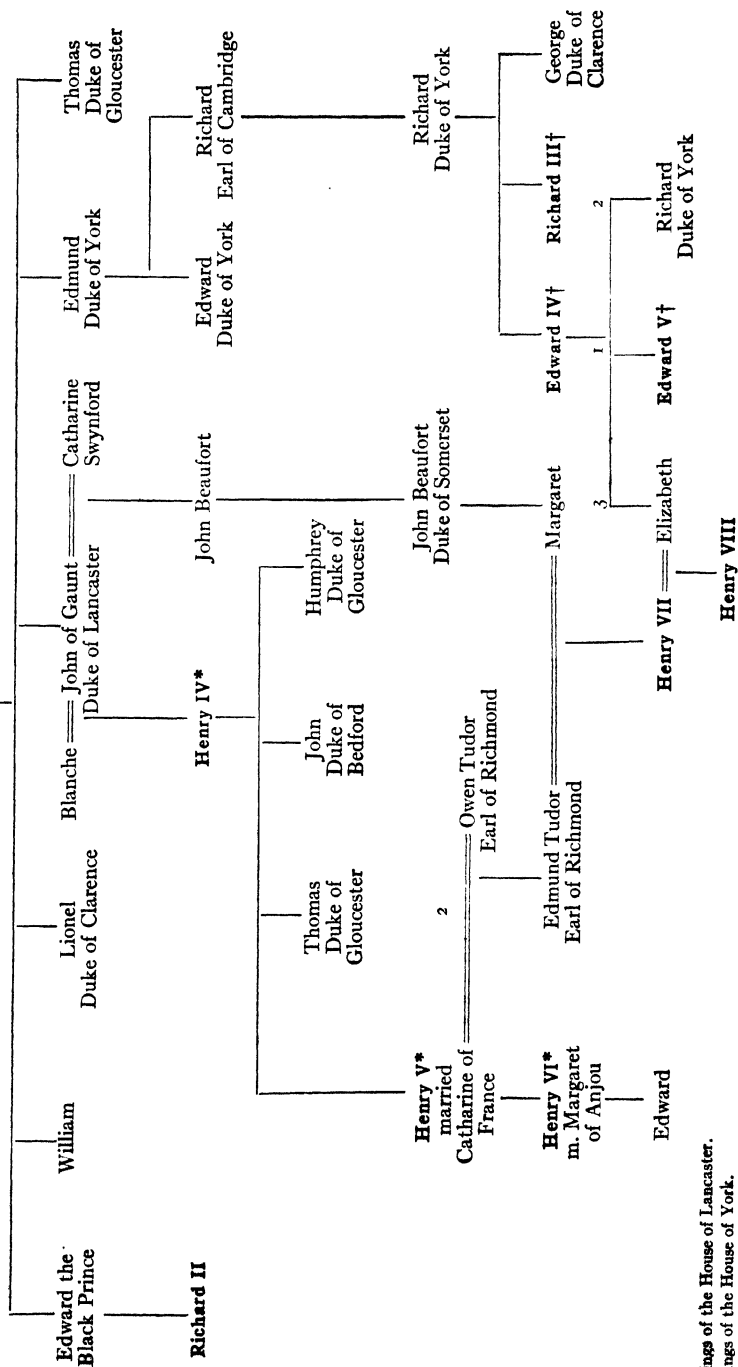 Edward the
Black Prince
William
Lionel
Duke of Clarence
Blanche
John of Gaunt
Duke of Lancaster
Catharine
Swynford
Edmund
Duke of York
Thomas
Duke of
Gloucester
Richard II
Henry IV*
John Beaufort
Edward
Duke of York
Richard
Earl of Cambridge
Thomas
Duke of
Gloucester
John
Duke of
Bedford
Humphrey
Duke of
Gloucester
Henry V*
married
Catharine of
France
2
Owen Tudor
Earl of Richmond
John Beaufort
Duke of Somerset
Richard
Duke of York
Henry VI*
m. Margaret
of Anjou
Edmund Tudor
Earl of Richmond
Margaret
Edward IV†
Richard III†
George
Duke of
Clarence
3
1
2
Edward
Henry VII
Elizabeth
Edward V†
Richard
Duke of York
Henry VIII
ngs of the House of Lancaster.
ngs of the House of York.